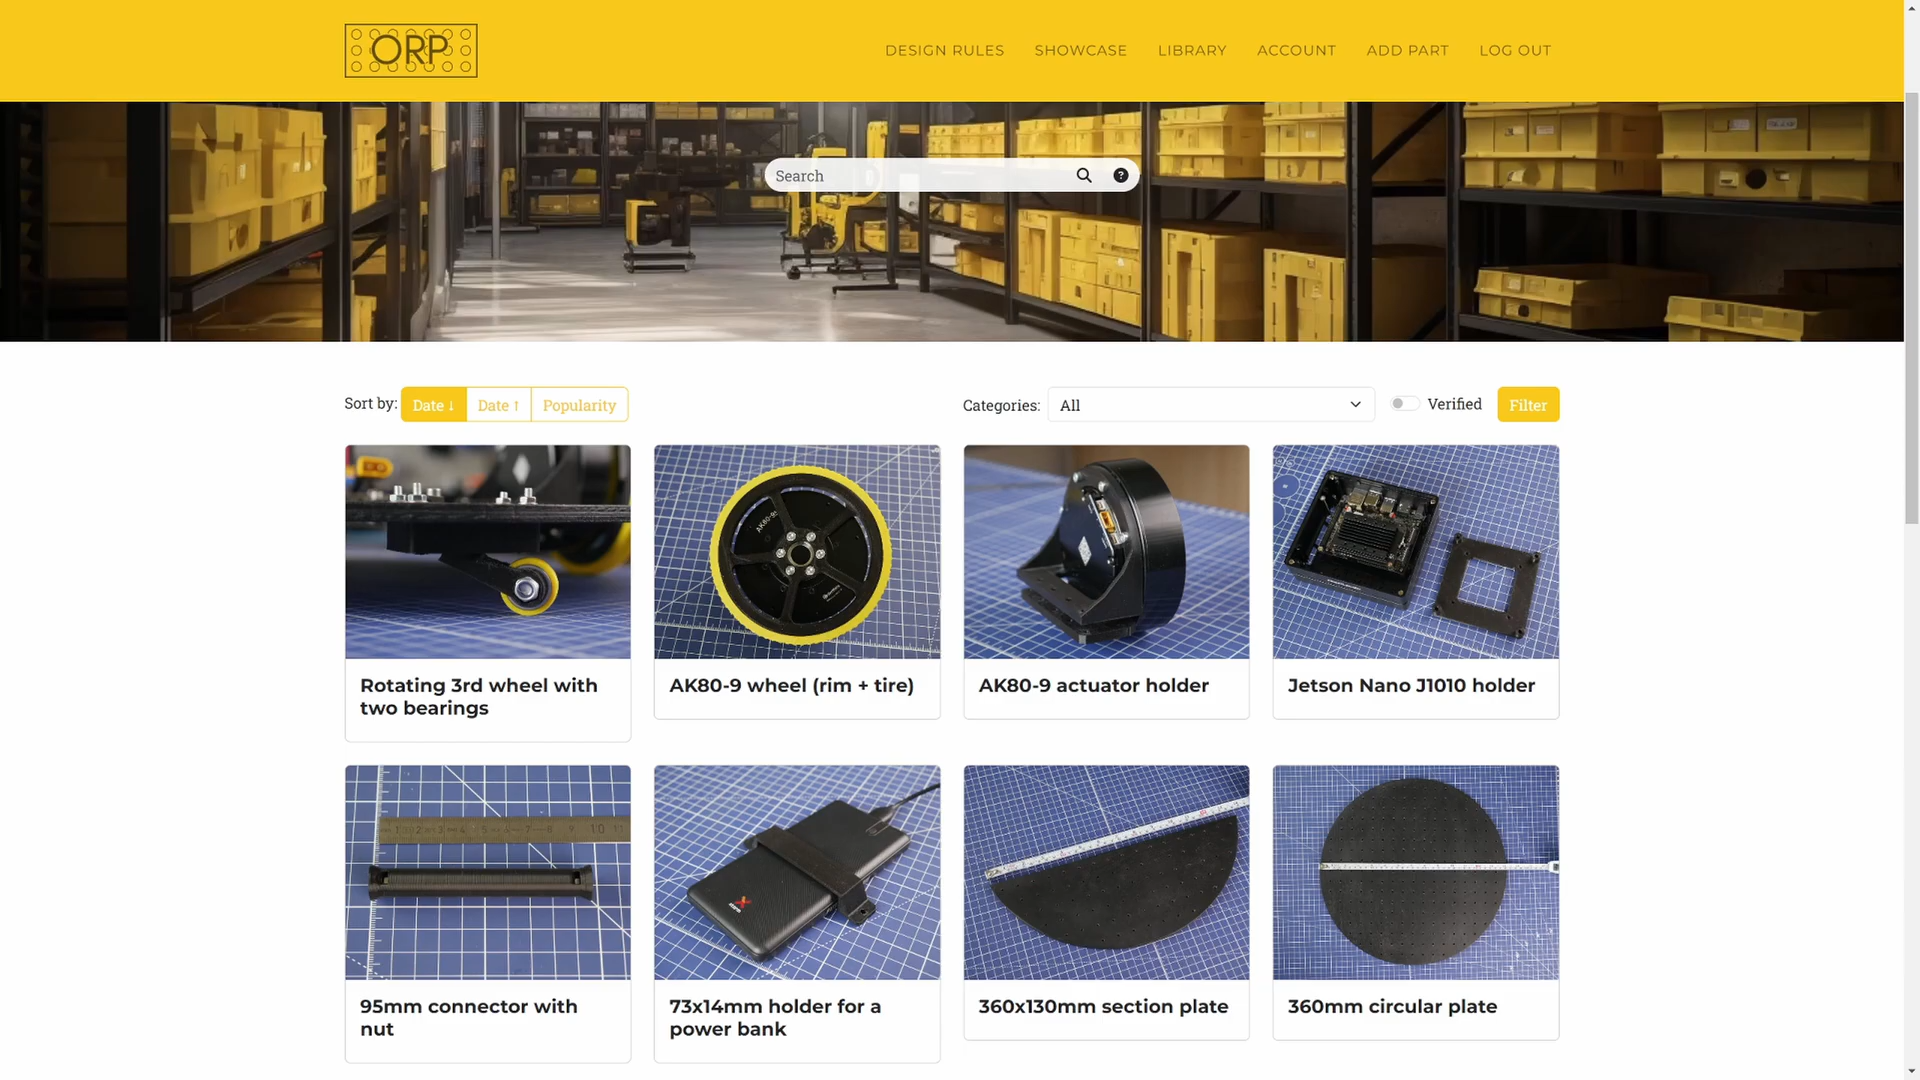 ORP
DESIGN RULES SHOWCASE LIBRARY ACCOUNT ADD PART LOG OUT
Search ?
Sort by: Date ↓ Date ↑ Popularity Categories: All Verified Filter
AK80-9
Rotating 3rd wheel with
two bearings
AK80-9 wheel (rim + tire)
AK80-9 actuator holder
Jetson Nano J1010 holder
95mm connector with
nut
73x14mm holder for a
power bank
360x130mm section plate
360mm circular plate